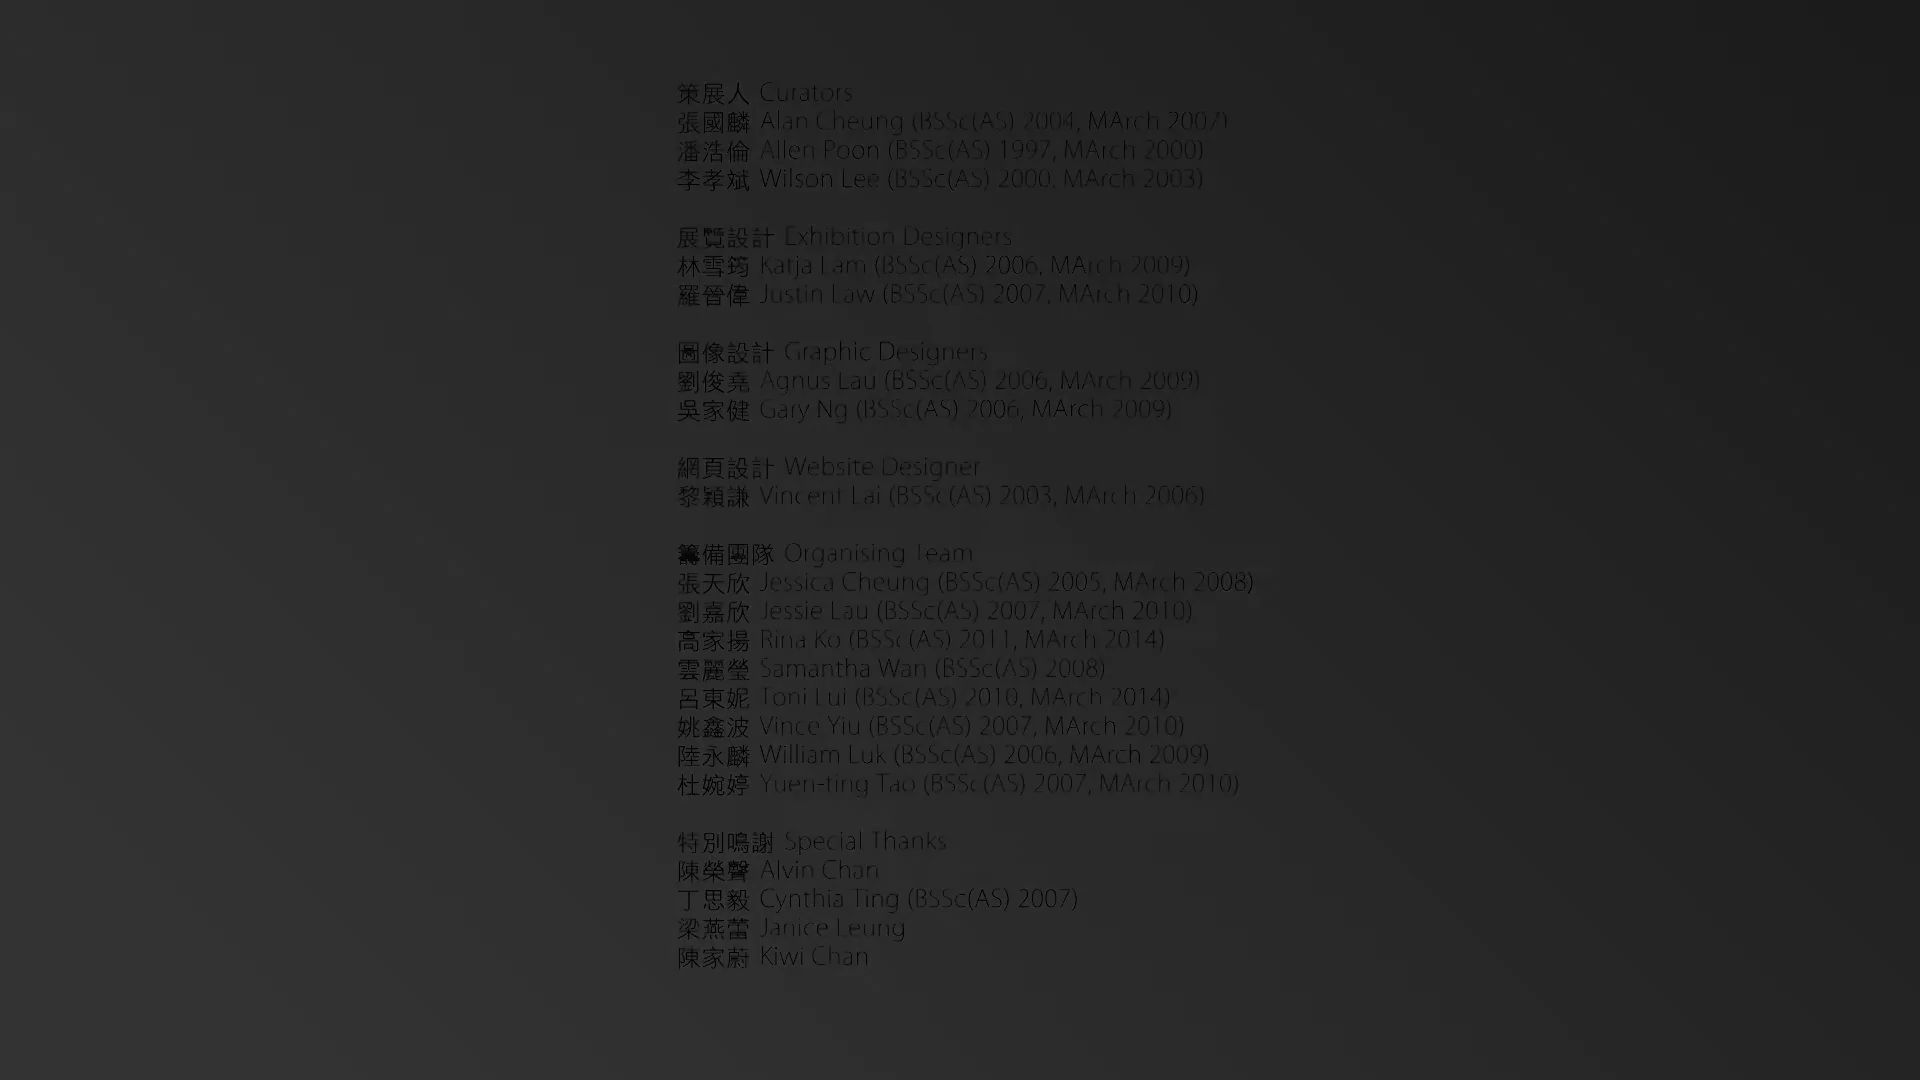 策展人 Curators
張國麟 Alan Cheung (BSSc(AS) 2004, MArch 2007)
潘浩倫 Allen Poon (BSSc(AS) 1997, MArch 2000)
李孝斌 Wilson Lee (BSSc(AS) 2000, MArch 2003)
展覽設計 Exhibition Designers
林雪筠 Katja Lam (BSSc(AS) 2006, MArch 2009)
羅晉偉 Justin Law (BSSc(AS) 2007, MArch 2010)
圖像設計 Graphic Designers
劉俊堯 Agnus Lau (BSSc(AS) 2006, MArch 2009)
吳家健 Gary Ng (BSSc(AS) 2006, MArch 2009)
網頁設計 Website Designer
黎穎謙 Vincent Lai (BSSc(AS) 2003, MArch 2006)
籌備團隊 Organising Team
張天欣 Jessica Cheung (BSSc(AS) 2005, MArch 2008)
劉嘉欣 Jessie Lau (BSSc(AS) 2007, MArch 2010)
高家揚 Rina Ko (BSSc(AS) 2011, MArch 2014)
雲麗瑩 Samantha Wan (BSSc(AS) 2008)
呂東妮 Toni Lui (BSSc(AS) 2010, MArch 2014)
姚鑫波 Vince Yiu (BSSc(AS) 2007, MArch 2010)
陸永麟 William Luk (BSSc(AS) 2006, MArch 2009)
杜婉婷 Yuen-ting Tao (BSSc(AS) 2007, MArch 2010)
特別鳴謝 Special Thanks
陳榮聲 Alvin Chan
丁思毅 Cynthia Ting (BSSc(AS) 2007)
梁燕蕾 Janice Leung
陳家蔚 Kiwi Chan